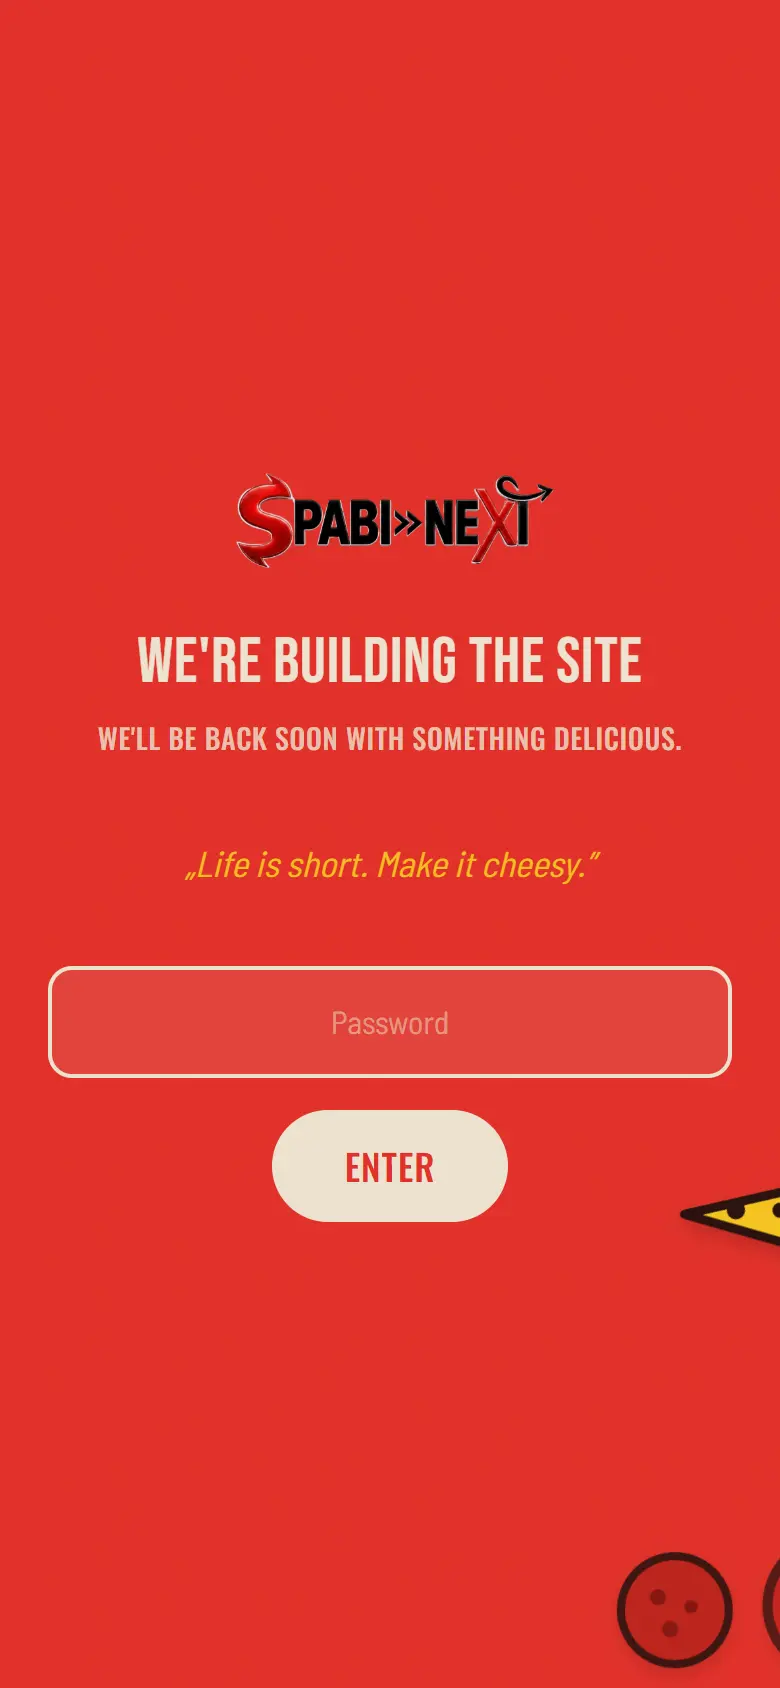 SPABI»NEXT
WE'RE BUILDING THE SITE
WE'LL BE BACK SOON WITH SOMETHING DELICIOUS.
„Life is short. Make it cheesy.”
Password
ENTER